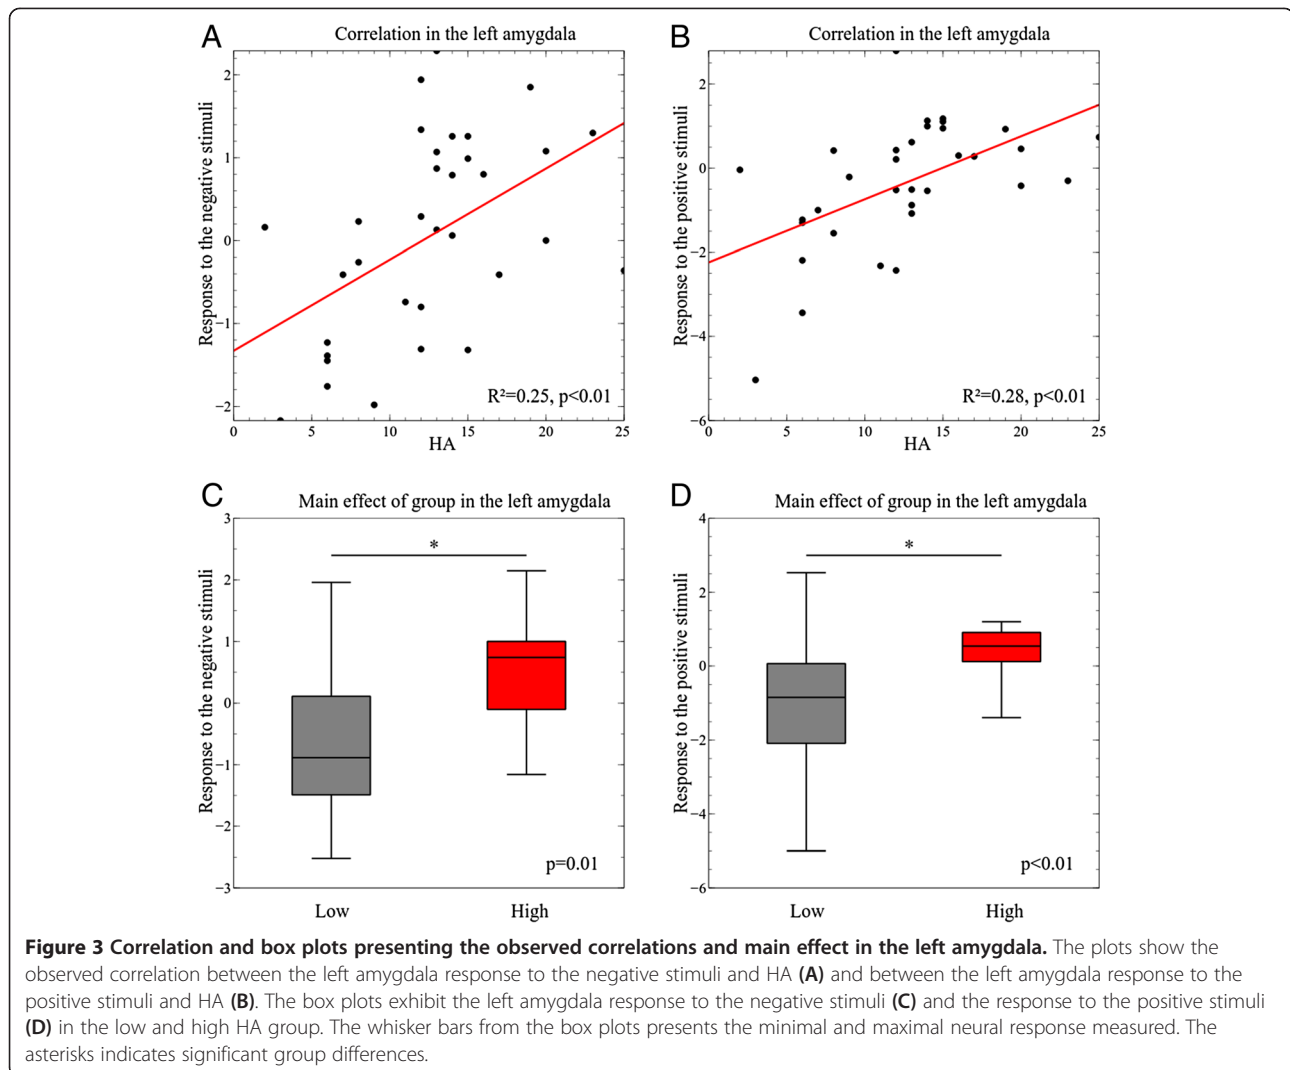 A
Correlation in the left amygdala
Response to the negative stimuli
2
1
0
−1
−2
0 5 10 15 20 25
HA
R²=0.25, p<0.01
B
Correlation in the left amygdala
Response to the positive stimuli
2
0
−2
−4
−6
0 5 10 15 20 25
HA
R²=0.28, p<0.01
C
Main effect of group in the left amygdala
Response to the negative stimuli
3
2
1
0
−1
−2
−3
*
p=0.01
Low High
D
Main effect of group in the left amygdala
Response to the positive stimuli
4
2
0
−2
−4
−6
*
p<0.01
Low High
Figure 3 Correlation and box plots presenting the observed correlations and main effect in the left amygdala. The plots show the
observed correlation between the left amygdala response to the negative stimuli and HA (A) and between the left amygdala response to the
positive stimuli and HA (B). The box plots exhibit the left amygdala response to the negative stimuli (C) and the response to the positive stimuli
(D) in the low and high HA group. The whisker bars from the box plots presents the minimal and maximal neural response measured. The
asterisks indicates significant group differences.